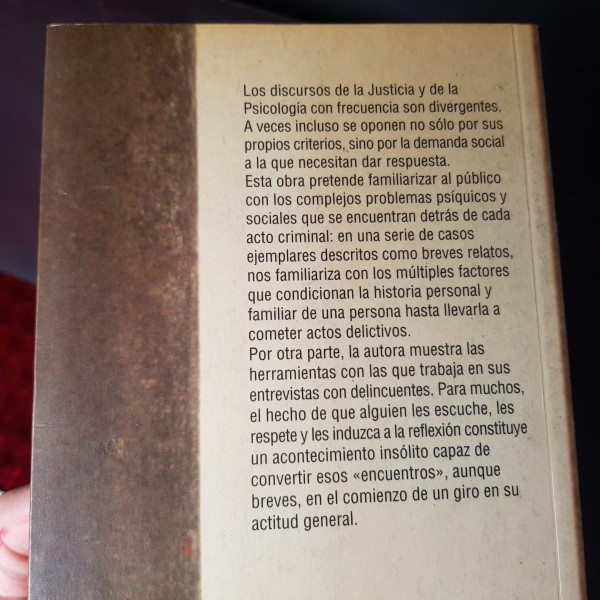 Los discursos de la Justicia y de la
Psicología con frecuencia son divergentes.
A veces incluso se oponen no sólo por sus
propios criterios, sino por la demanda social
a la que necesitan dar respuesta.
Esta obra pretende familiarizar al público
con los complejos problemas psíquicos y
sociales que se encuentran detrás de cada
acto criminal: en una serie de casos
ejemplares descritos como breves relatos,
nos familiariza con los múltiples factores
que condicionan la historia personal y
familiar de una persona hasta llevarla a
cometer actos delictivos.
Por otra parte, la autora muestra las
herramientas con las que trabaja en sus
entrevistas con delincuentes. Para muchos,
el hecho de que alguien les escuche, les
respete y les induzca a la reflexión constituye
un acontecimiento insólito capaz de
convertir esos «encuentros», aunque
breves, en el comienzo de un giro en su
actitud general.